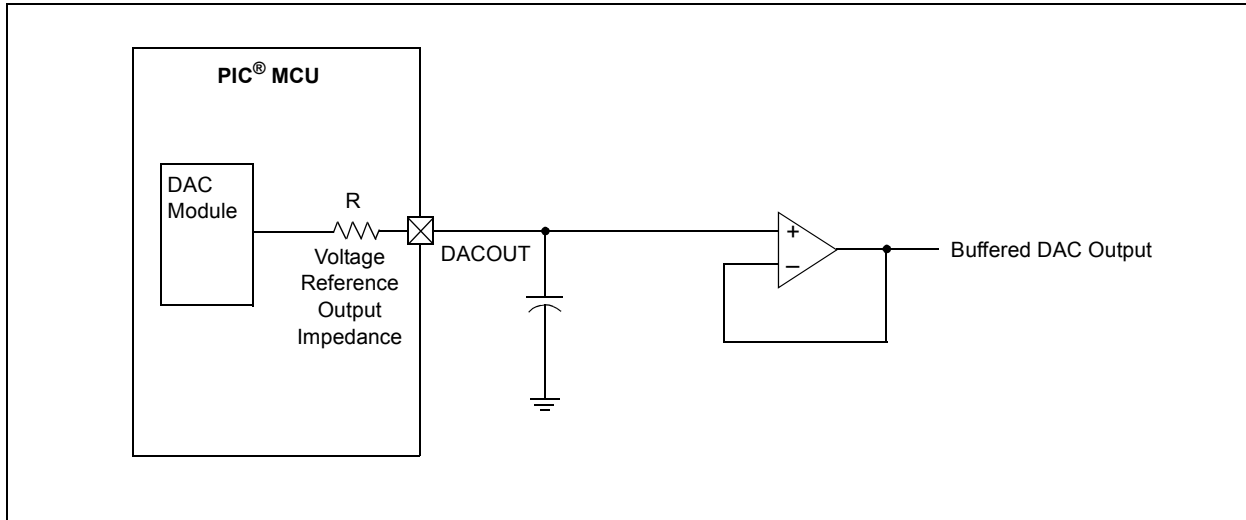 PIC® MCU
DAC
Module
R
Voltage
Reference
Output
Impedance
DACOUT
+
–
Buffered DAC Output